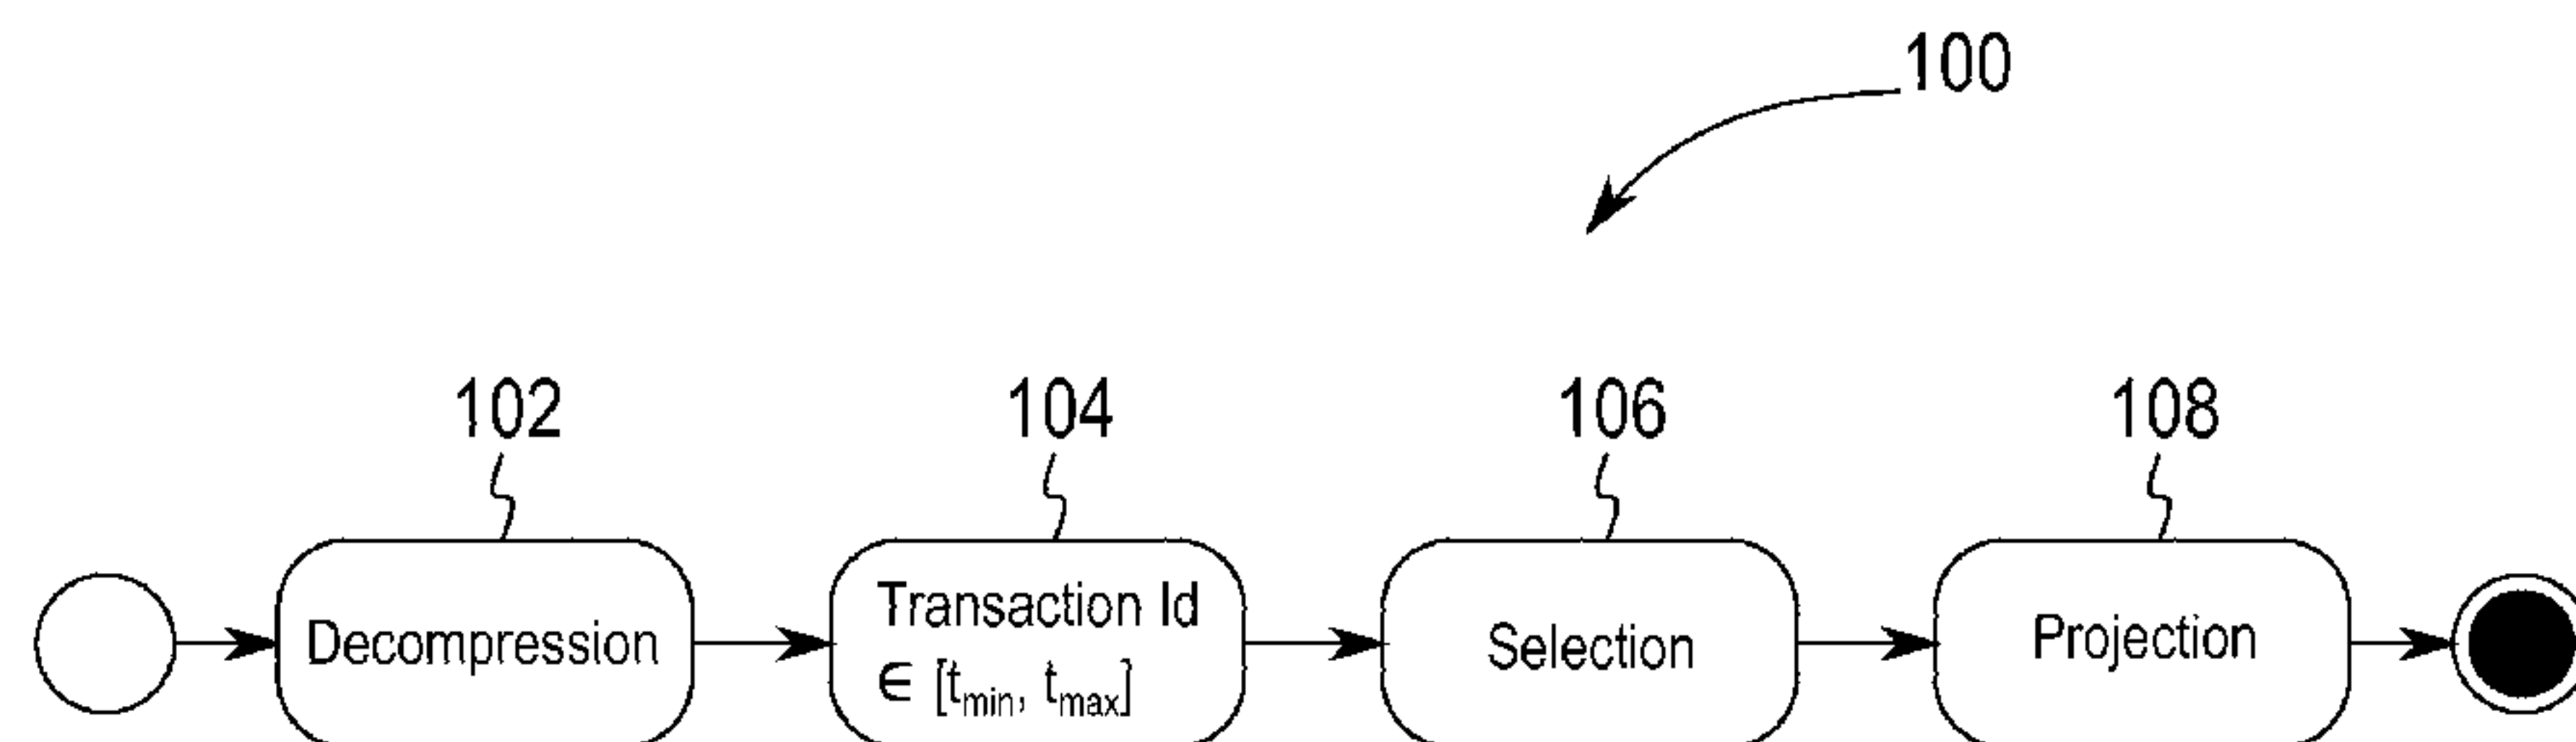 100
102
104
106
108
Decompression
Transaction Id
∈ [tmin, tmax]
Selection
Projection